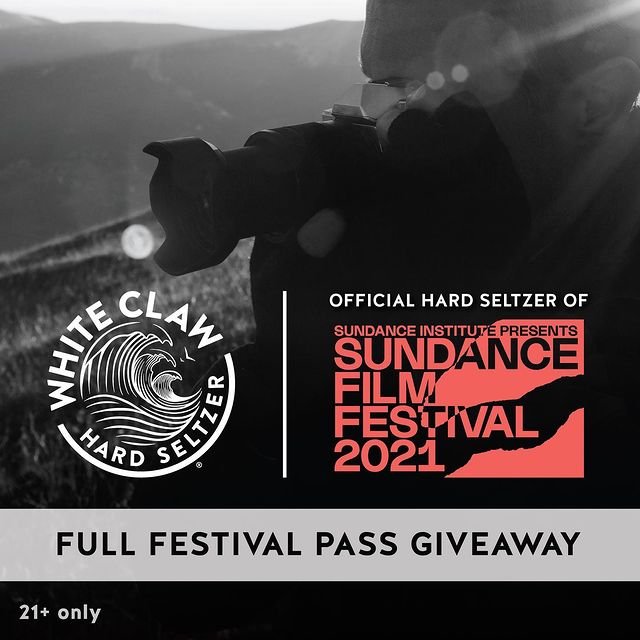 WHITE CLAW
HARD SELTZER
®
OFFICIAL HARD SELTZER OF
SUNDANCE INSTITUTE PRESENTS
SUNDANCE
FILM
FESTIVAL
2021
FULL FESTIVAL PASS GIVEAWAY
21+ only